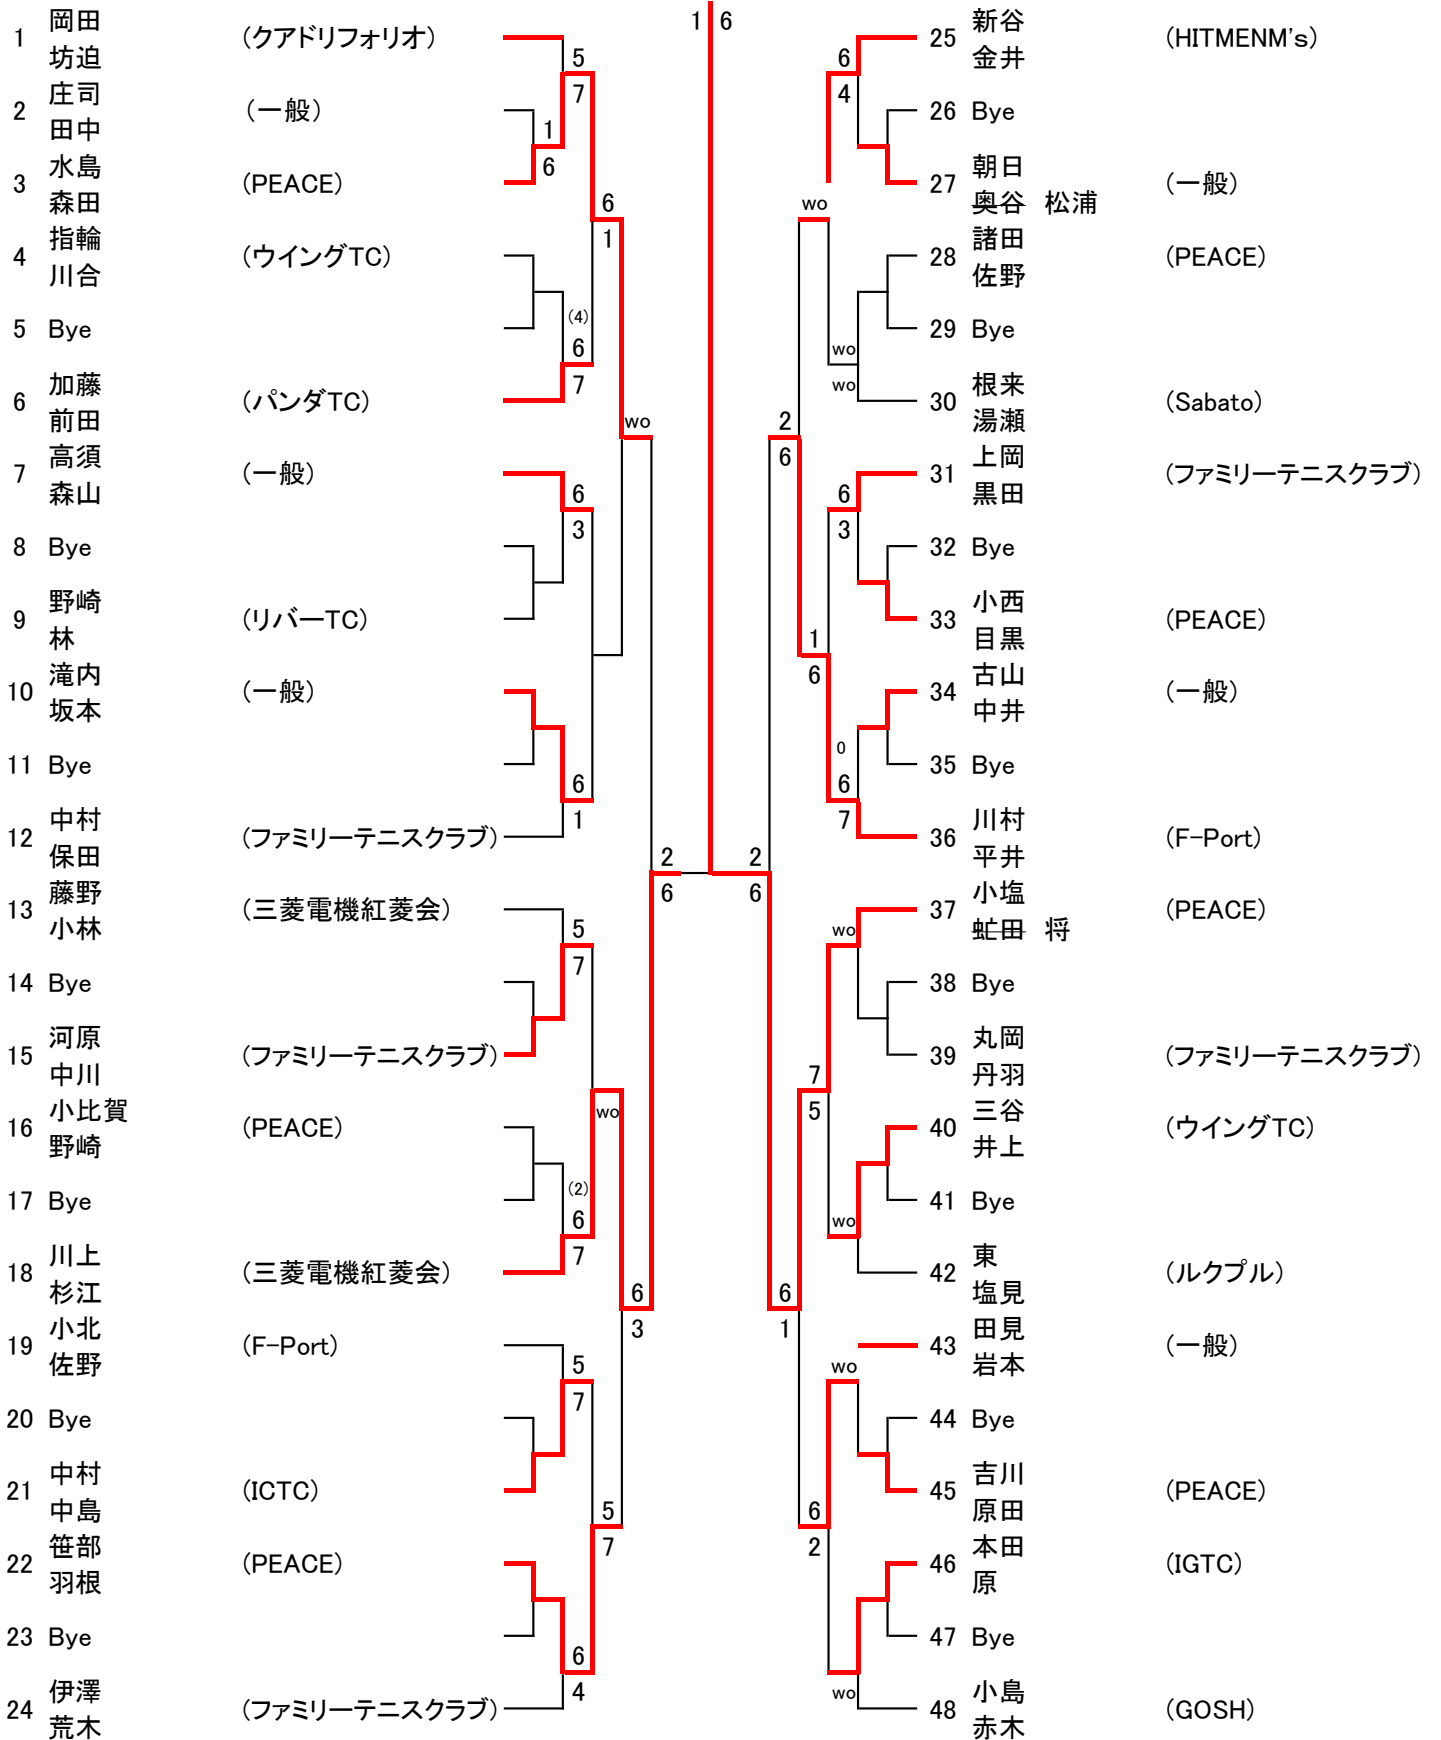 1 岡田 (クアドリフォリオ)
坊迫
2 庄司 (一般)
田中
3 水島 (PEACE)
森田
4 指輪 (ウイングTC)
川合
5 Bye
6 加藤 (パンダTC)
前田
7 高須 (一般)
森山
8 Bye
9 野崎 (リバーTC)
林
10 滝内 (一般)
坂本
11 Bye
12 中村 (ファミリーテニスクラブ)
保田
13 藤野 (三菱電機紅菱会)
小林
14 Bye
15 河原 (ファミリーテニスクラブ)
中川
16 小比賀 (PEACE)
野崎
17 Bye
18 川上 (三菱電機紅菱会)
杉江
19 小北 (F-Port)
佐野
20 Bye
21 中村 (ICTC)
中島
22 笹部 (PEACE)
羽根
23 Bye
24 伊澤 (ファミリーテニスクラブ)
荒木
5
7
1
6
6
1
(4)
6
7
wo
6
3
6
1
2
6
5
7
wo
(2)
6
7
6
3
5
7
5
7
6
4
1 6
6
4
wo
wo
wo
2
6
6
3
1
6
0
6
7
2
6
wo
7
5
wo
6
1
wo
6
2
wo
25 新谷 (HITMENM's)
金井
26 Bye
27 朝日 (一般)
奥谷 松浦
28 諸田 (PEACE)
佐野
29 Bye
30 根来 (Sabato)
湯瀬
31 上岡 (ファミリーテニスクラブ)
黒田
32 Bye
33 小西 (PEACE)
目黒
34 古山 (一般)
中井
35 Bye
36 川村 (F-Port)
平井
37 小塩 (PEACE)
虻田 将
38 Bye
39 丸岡 (ファミリーテニスクラブ)
丹羽
40 三谷 (ウイングTC)
井上
41 Bye
42 東 (ルクプル)
塩見
43 田見 (一般)
岩本
44 Bye
45 吉川 (PEACE)
原田
46 本田 (IGTC)
原
47 Bye
48 小島 (GOSH)
赤木